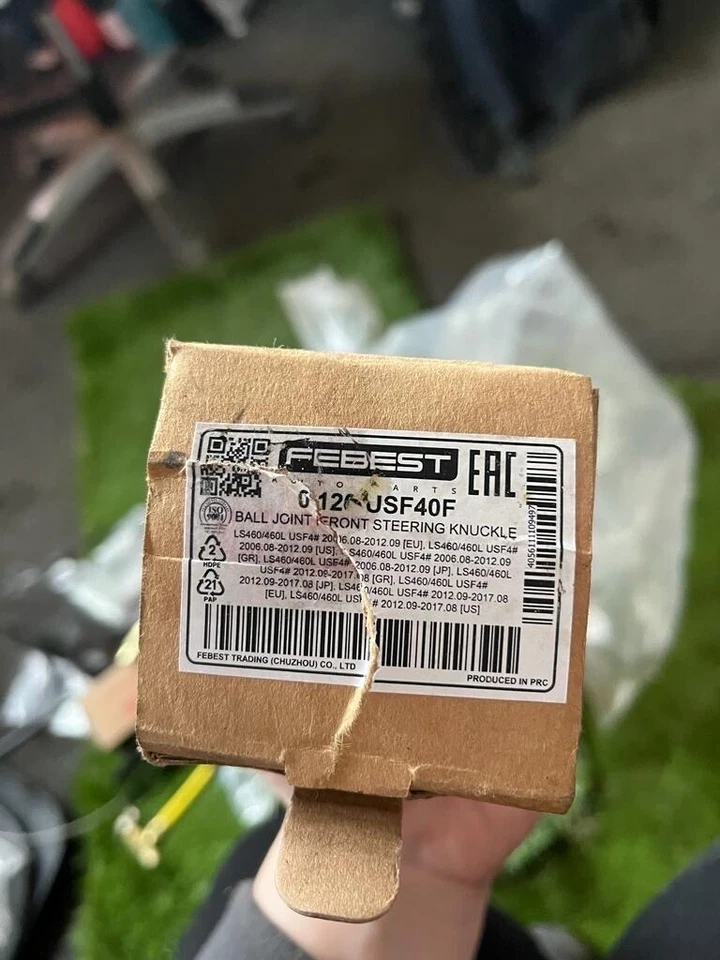 FEBEST
EAC
AUTO PARTS
USF40F
BALL JOINT FRONT STEERING KNUCKLE
LS460/460L USF4# 2006.08-2012.09 [EU], LS460/460L USF4#
2006.08-2012.09 [US], LS460/460L USF4# 2006.08-2012.09
[GR], LS460/460L USF4# 2006.08-2012.09 [JP], LS460/460L
USF4# 2012.09-2017.08 [GR], LS460/460L USF4#
2012.09-2017.08 [JP], LS460/460L USF4# 2012.09-2017.08
[EU], LS460/460L USF4# 2012.09-2017.08 [US]
ISO
2
HDPE
21
PAP
4056111109497
FEBEST TRADING (CHUZHOU) CO., LTD
PRODUCED IN PRC